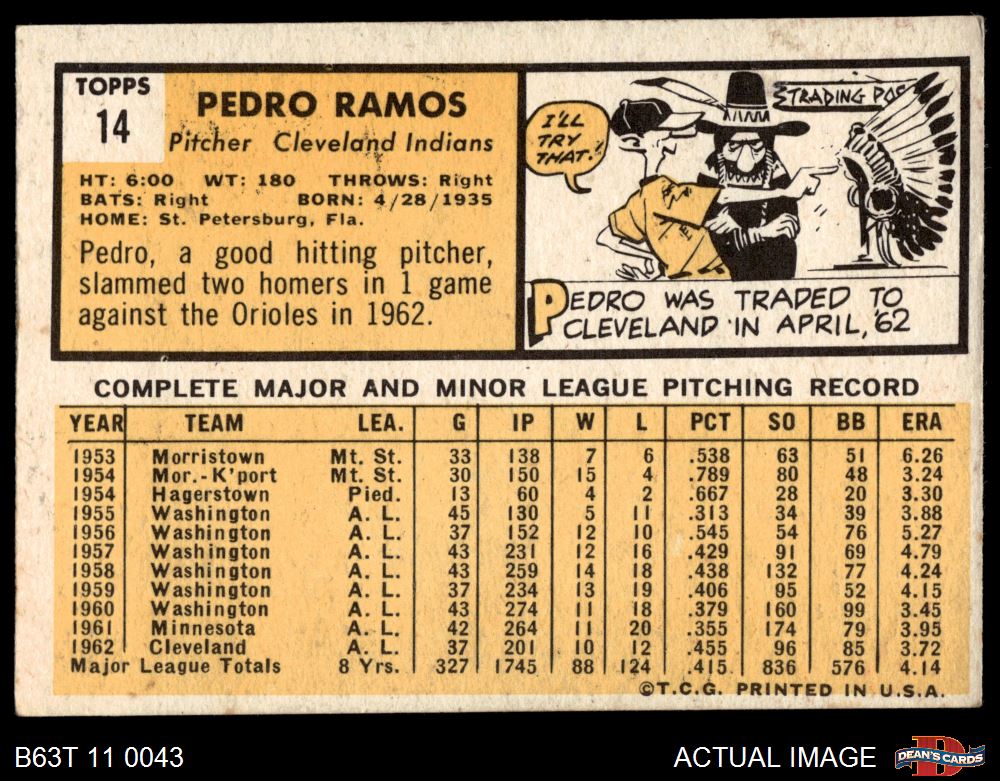 TOPPS
14
PEDRO RAMOS
Pitcher Cleveland Indians
HT: 6:00 WT: 180 THROWS: Right
BATS: Right BORN: 4/28/1935
HOME: St. Petersburg, Fla.
Pedro, a good hitting pitcher,
slammed two homers in 1 game
against the Orioles in 1962.
I'LL
TRY
THAT!
TRADING POS
PEDRO WAS TRADED TO
CLEVELAND IN APRIL, '62
COMPLETE MAJOR AND MINOR LEAGUE PITCHING RECORD
YEAR TEAM LEA. G IP W L PCT SO BB ERA
1953 Morristown Mt. St. 33 138 7 6 .538 63 51 6.26
1954 Mor.-K'port Mt. St. 30 150 15 4 .789 80 48 3.24
1954 Hagerstown Pied. 13 60 4 2 .667 28 20 3.30
1955 Washington A. L. 45 130 5 11 .313 34 39 3.88
1956 Washington A. L. 37 152 12 10 .545 54 76 5.27
1957 Washington A. L. 43 231 12 16 .429 91 69 4.79
1958 Washington A. L. 43 259 14 18 .438 132 77 4.24
1959 Washington A. L. 37 234 13 19 .406 95 52 4.15
1960 Washington A. L. 43 274 11 18 .379 160 99 3.45
1961 Minnesota A. L. 42 264 11 20 .355 174 79 3.95
1962 Cleveland A. L. 37 201 10 12 .455 96 85 3.72
Major League Totals 8 Yrs. 327 1745 88 124 .415 836 576 4.14
©T.C.G. PRINTED IN U.S.A.
B63T 11 0043
ACTUAL IMAGE
DEAN'S CARDS